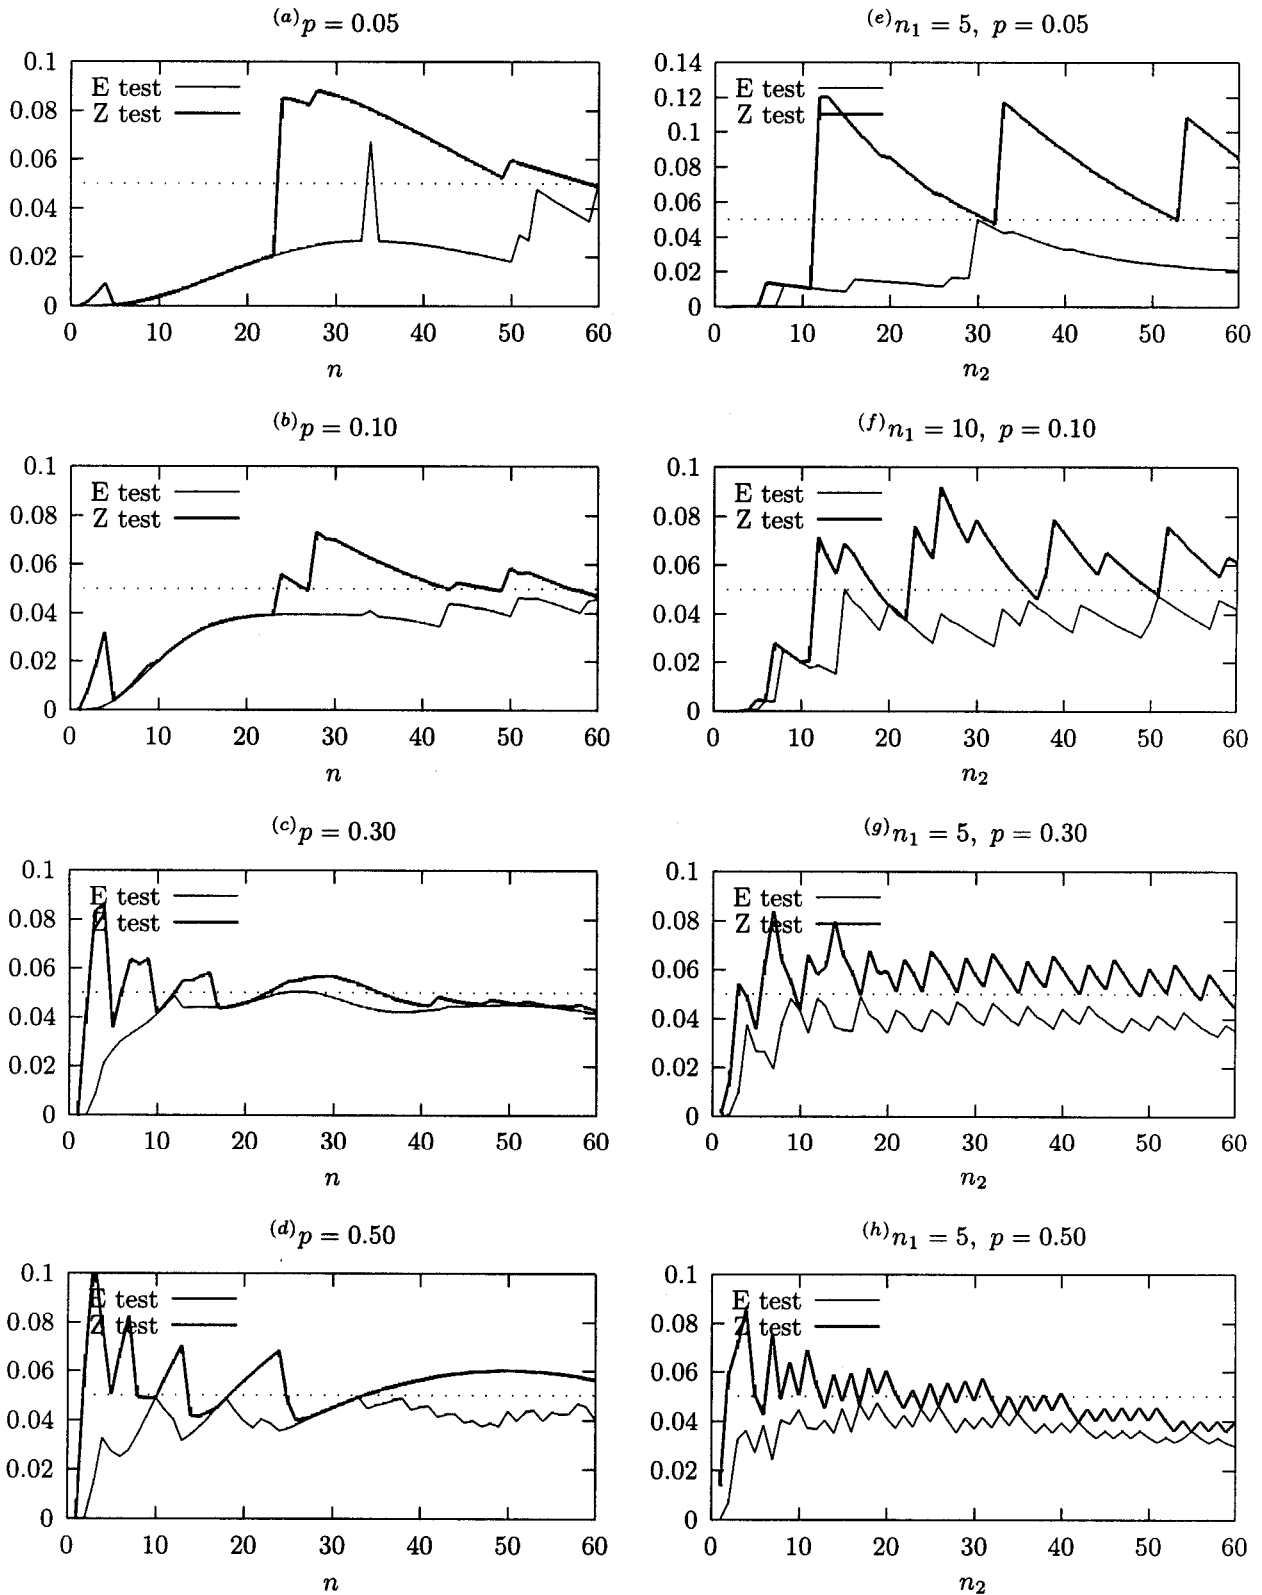 (a) p = 0.05
0.1
0.08
0.06
0.04
0.02
0
E test
Z test
0 10 20 30 40 50 60
n
(e) n₁ = 5, p = 0.05
0.14
0.12
0.1
0.08
0.06
0.04
0.02
0
E test
Z test
0 10 20 30 40 50 60
n₂
(b) p = 0.10
0.1
0.08
0.06
0.04
0.02
0
E test
Z test
0 10 20 30 40 50 60
n
(f) n₁ = 10, p = 0.10
0.1
0.08
0.06
0.04
0.02
0
E test
Z test
0 10 20 30 40 50 60
n₂
(c) p = 0.30
0.1
0.08
0.06
0.04
0.02
0
E test
Z test
0 10 20 30 40 50 60
n
(g) n₁ = 5, p = 0.30
0.1
0.08
0.06
0.04
0.02
0
E test
Z test
0 10 20 30 40 50 60
n₂
(d) p = 0.50
0.1
0.08
0.06
0.04
0.02
0
E test
Z test
0 10 20 30 40 50 60
n
(h) n₁ = 5, p = 0.50
0.1
0.08
0.06
0.04
0.02
0
E test
Z test
0 10 20 30 40 50 60
n₂